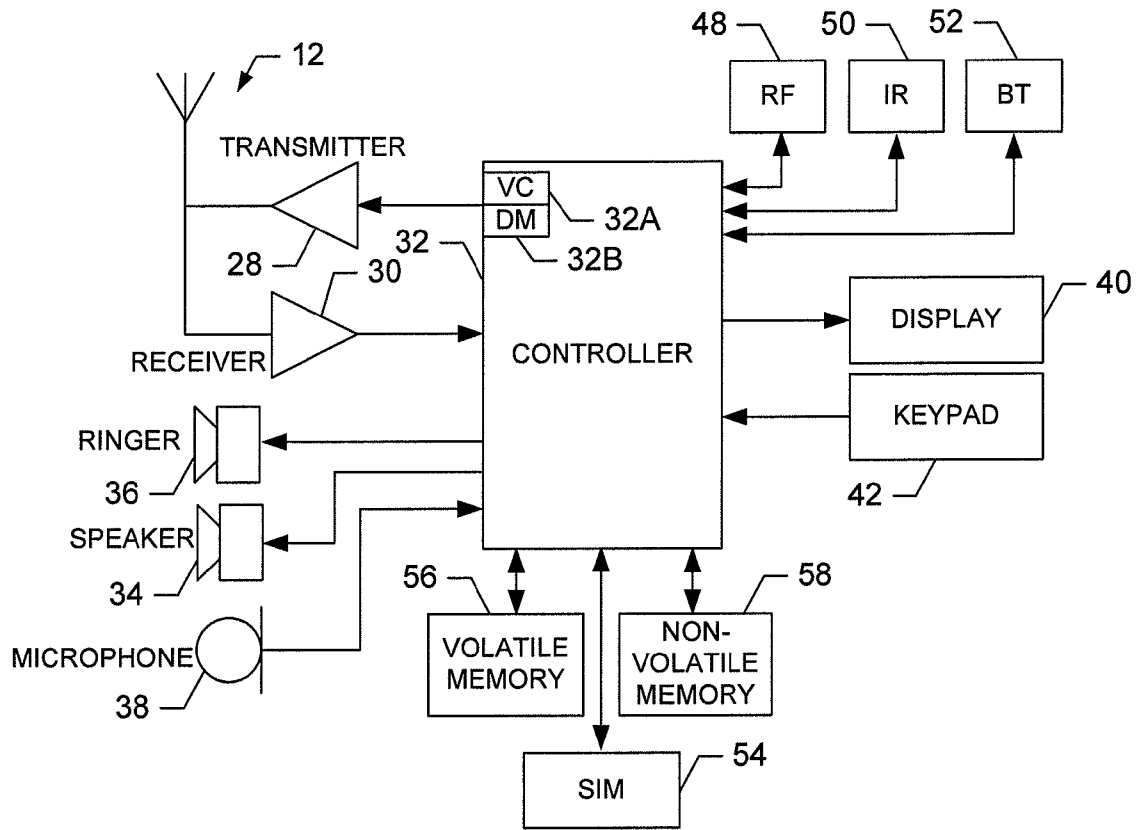 48
50
52
12
RF
IR
BT
TRANSMITTER
VC
DM
32A
32
32B
28
30
40
DISPLAY
CONTROLLER
RECEIVER
KEYPAD
RINGER
36
42
SPEAKER
34
56
58
VOLATILE
MEMORY
NON-
VOLATILE
MEMORY
MICROPHONE
38
54
SIM